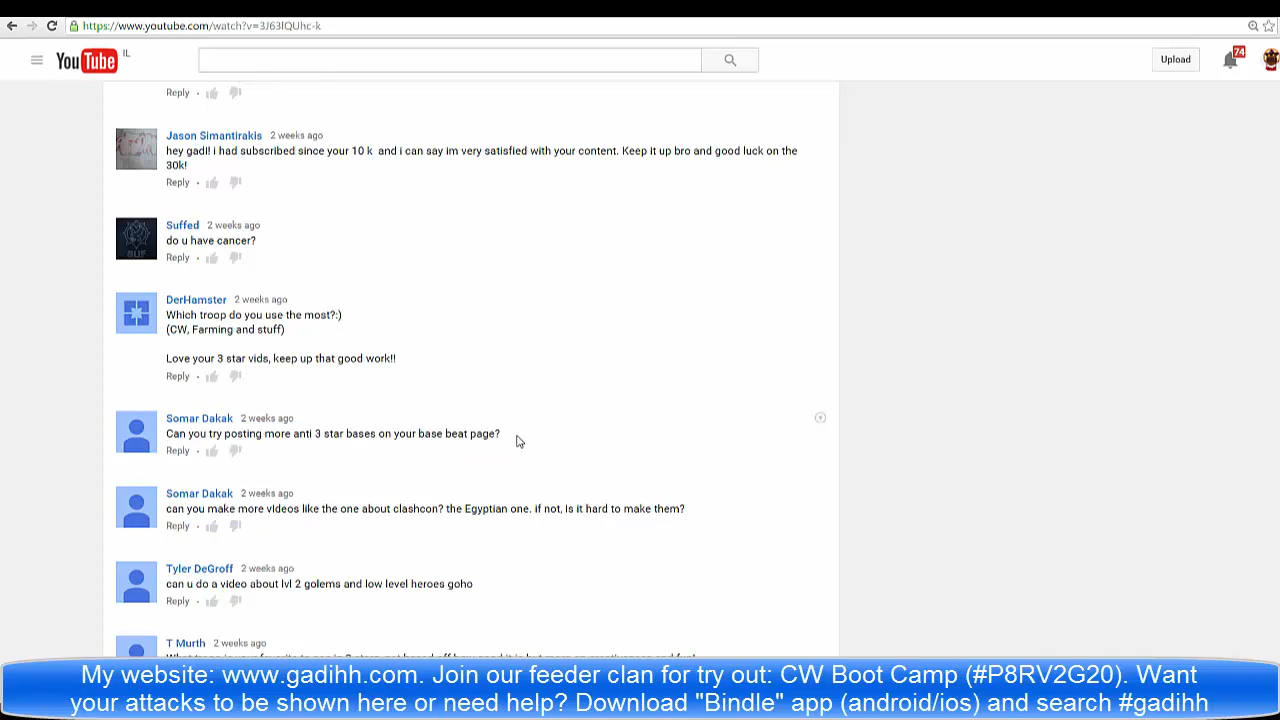 https://www.youtube.com/watch?v=3J63lQUhc-k
YouTube IL
Upload
74
Reply
Jason Simantirakis 2 weeks ago
hey gadi! i had subscribed since your 10 k and i can say im very satisfied with your content. Keep it up bro and good luck on the
30k!
Reply
Suffed 2 weeks ago
do u have cancer?
Reply
DerHamster 2 weeks ago
Which troop do you use the most?:)
(CW, Farming and stuff)
Love your 3 star vids, keep up that good work!!
Reply
Somar Dakak 2 weeks ago
Can you try posting more anti 3 star bases on your base beat page?
Reply
Somar Dakak 2 weeks ago
can you make more videos like the one about clashcon? the Egyptian one. if not, Is it hard to make them?
Reply
Tyler DeGroff 2 weeks ago
can u do a video about lvl 2 golems and low level heroes goho
Reply
T Murth 2 weeks ago
My website: www.gadihh.com. Join our feeder clan for try out: CW Boot Camp (#P8RV2G20). Want
your attacks to be shown here or need help? Download "Bindle" app (android/ios) and search #gadihh